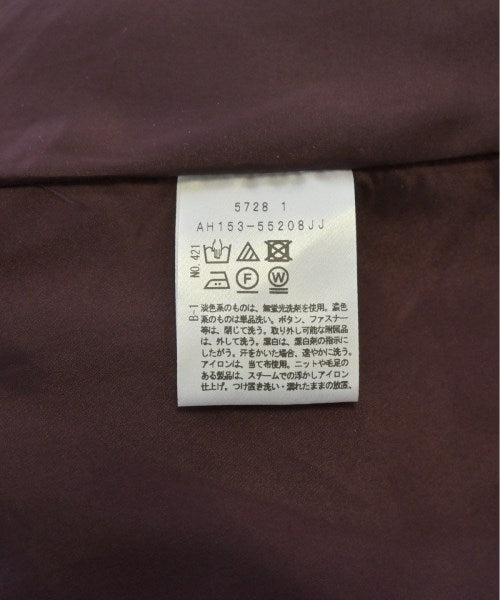 5728 1
AH153-55208JJ
NO.421
F
W
B-1
淡色系のものは、無蛍光洗剤を使用。濃色
系のものは単品洗い。ボタン、ファスナー
等は、閉じて洗う。取り外し可能な附属品
は、外して洗う。漂白は、漂白剤の指示に
したがう。汗をかいた場合、速やかに洗う。
アイロンは、当て布使用。ニットや毛足の
ある製品は、スチームでの浮かしアイロン
仕上げ。つけ置き洗い・濡れたままの放置、